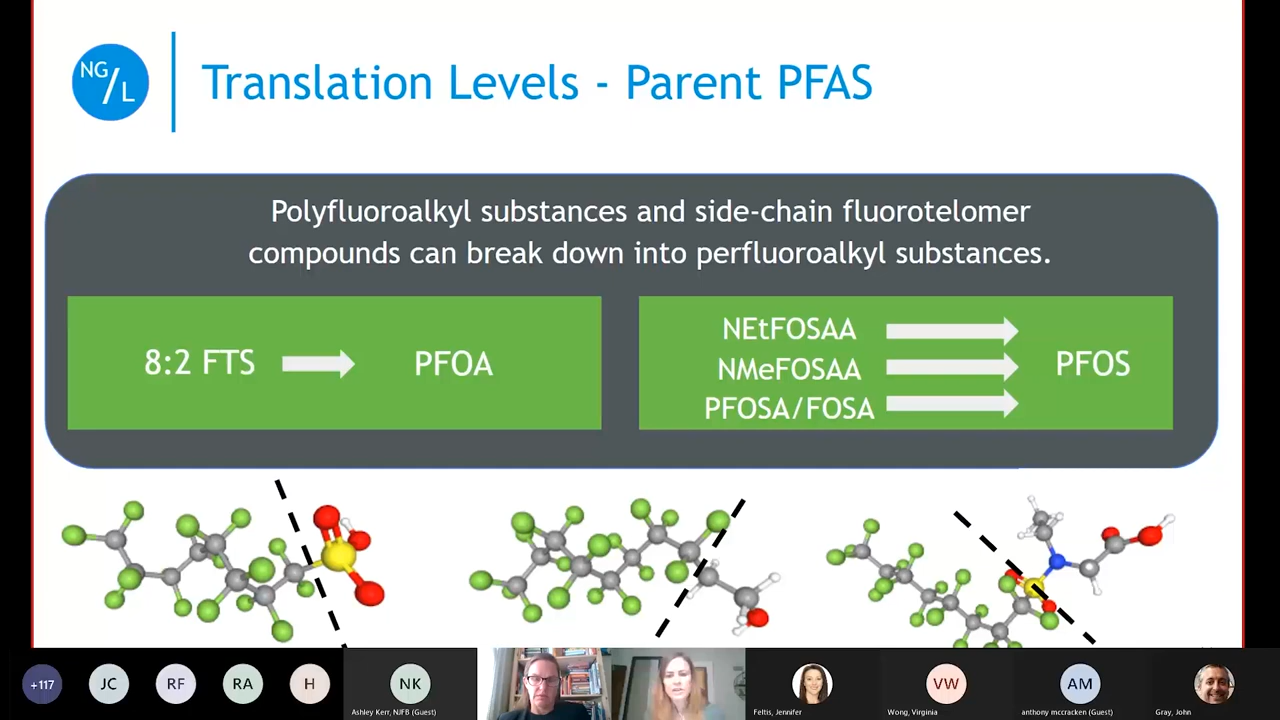 NG/L
Translation Levels - Parent PFAS
Polyfluoroalkyl substances and side-chain fluorotelomer
compounds can break down into perfluoroalkyl substances.
8:2 FTS
PFOA
NEtFOSAA
NMeFOSAA
PFOSA/FOSA
PFOS
+117
JC
RF
RA
H
NK
Ashley Kerr, NJFB (Guest)
Feltis, Jennifer
VW
Wong, Virginia
AM
anthony mccracken (Guest)
Gray, John